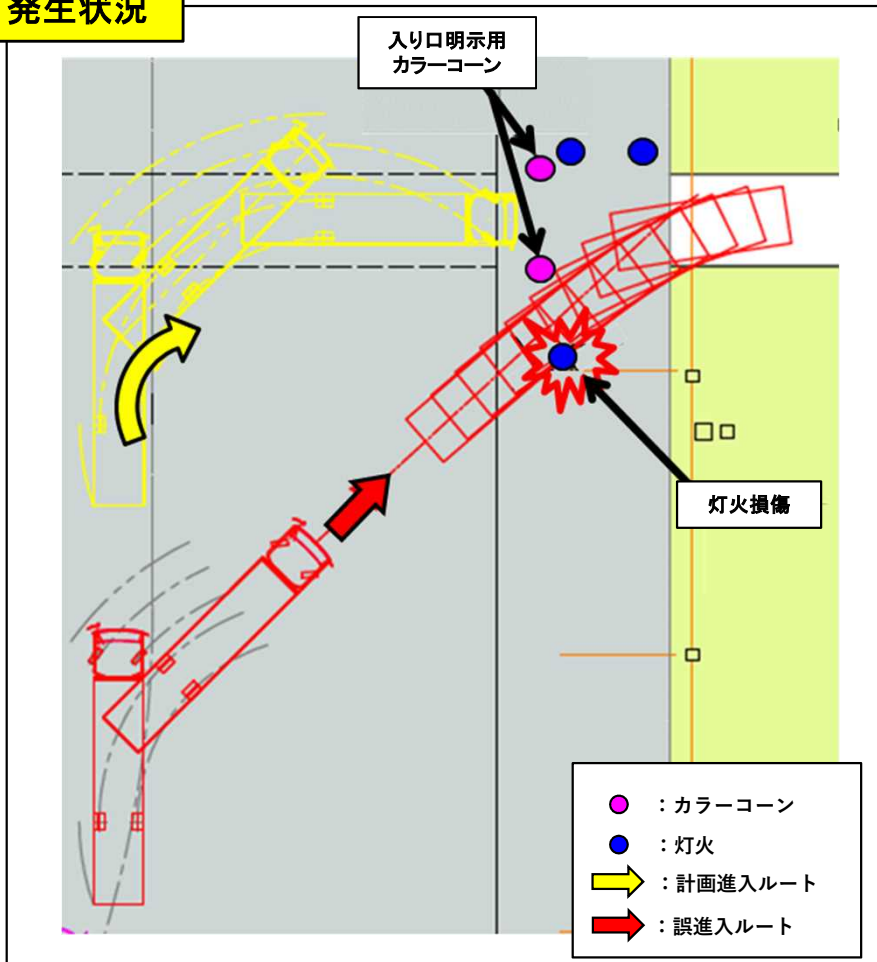 発生状況
入り口明示用
カラーコーン
灯火損傷
：カラーコーン
：灯火
：計画進入ルート
：誤進入ルート